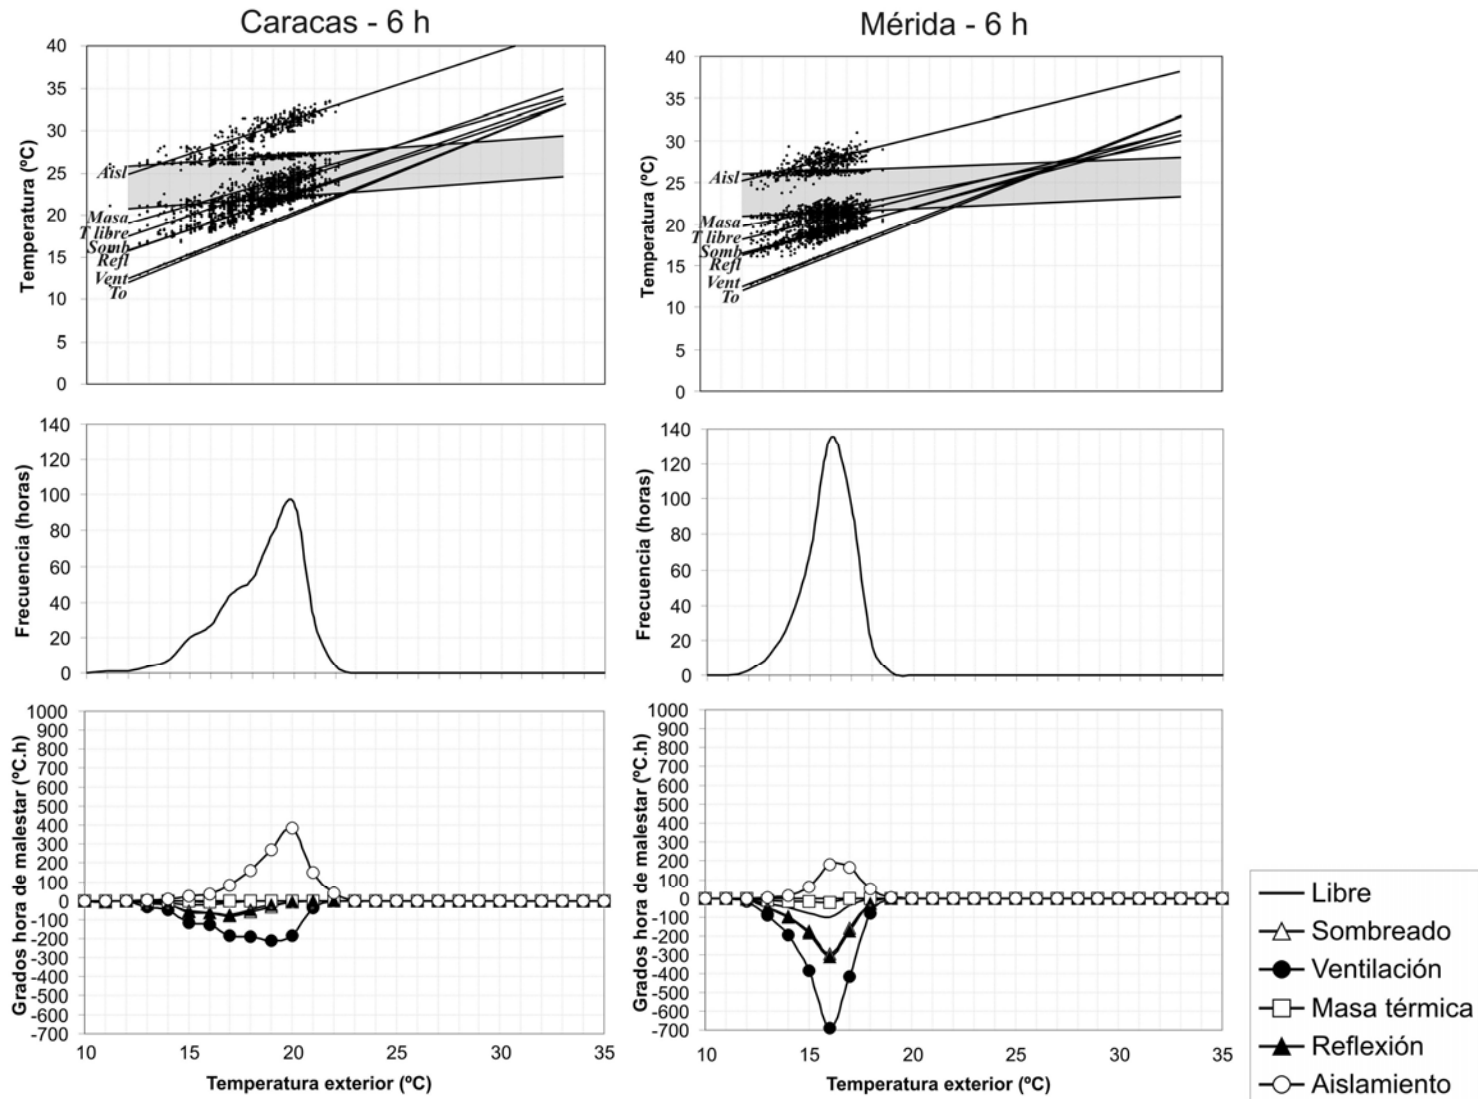 Caracas - 6 h
Temperatura (ºC)
40
35
30
25
20
15
10
5
0
Aisl
Masa
T libre
Somb
Refl
Vent
To
Mérida - 6 h
Temperatura (ºC)
40
35
30
25
20
15
10
5
0
Aisl
Masa
T libre
Somb
Refl
Vent
To
Frecuencia (horas)
140
120
100
80
60
40
20
0
Frecuencia (horas)
140
120
100
80
60
40
20
0
Grados hora de malestar (ºC.h)
1000
900
800
700
600
500
400
300
200
100
0
-100
-200
-300
-400
-500
-600
-700
10 15 20 25 30 35
Temperatura exterior (ºC)
Grados hora de malestar (ºC.h)
1000
900
800
700
600
500
400
300
200
100
0
-100
-200
-300
-400
-500
-600
-700
10 15 20 25 30 35
Temperatura exterior (ºC)
Libre
Sombreado
Ventilación
Masa térmica
Reflexión
Aislamiento